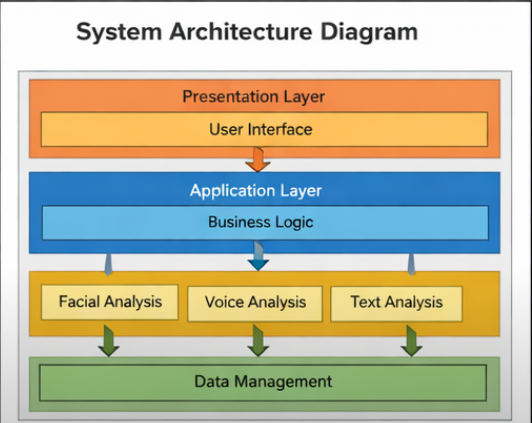 System Architecture Diagram
Presentation Layer
User Interface
Application Layer
Business Logic
Facial Analysis
Voice Analysis
Text Analysis
Data Management